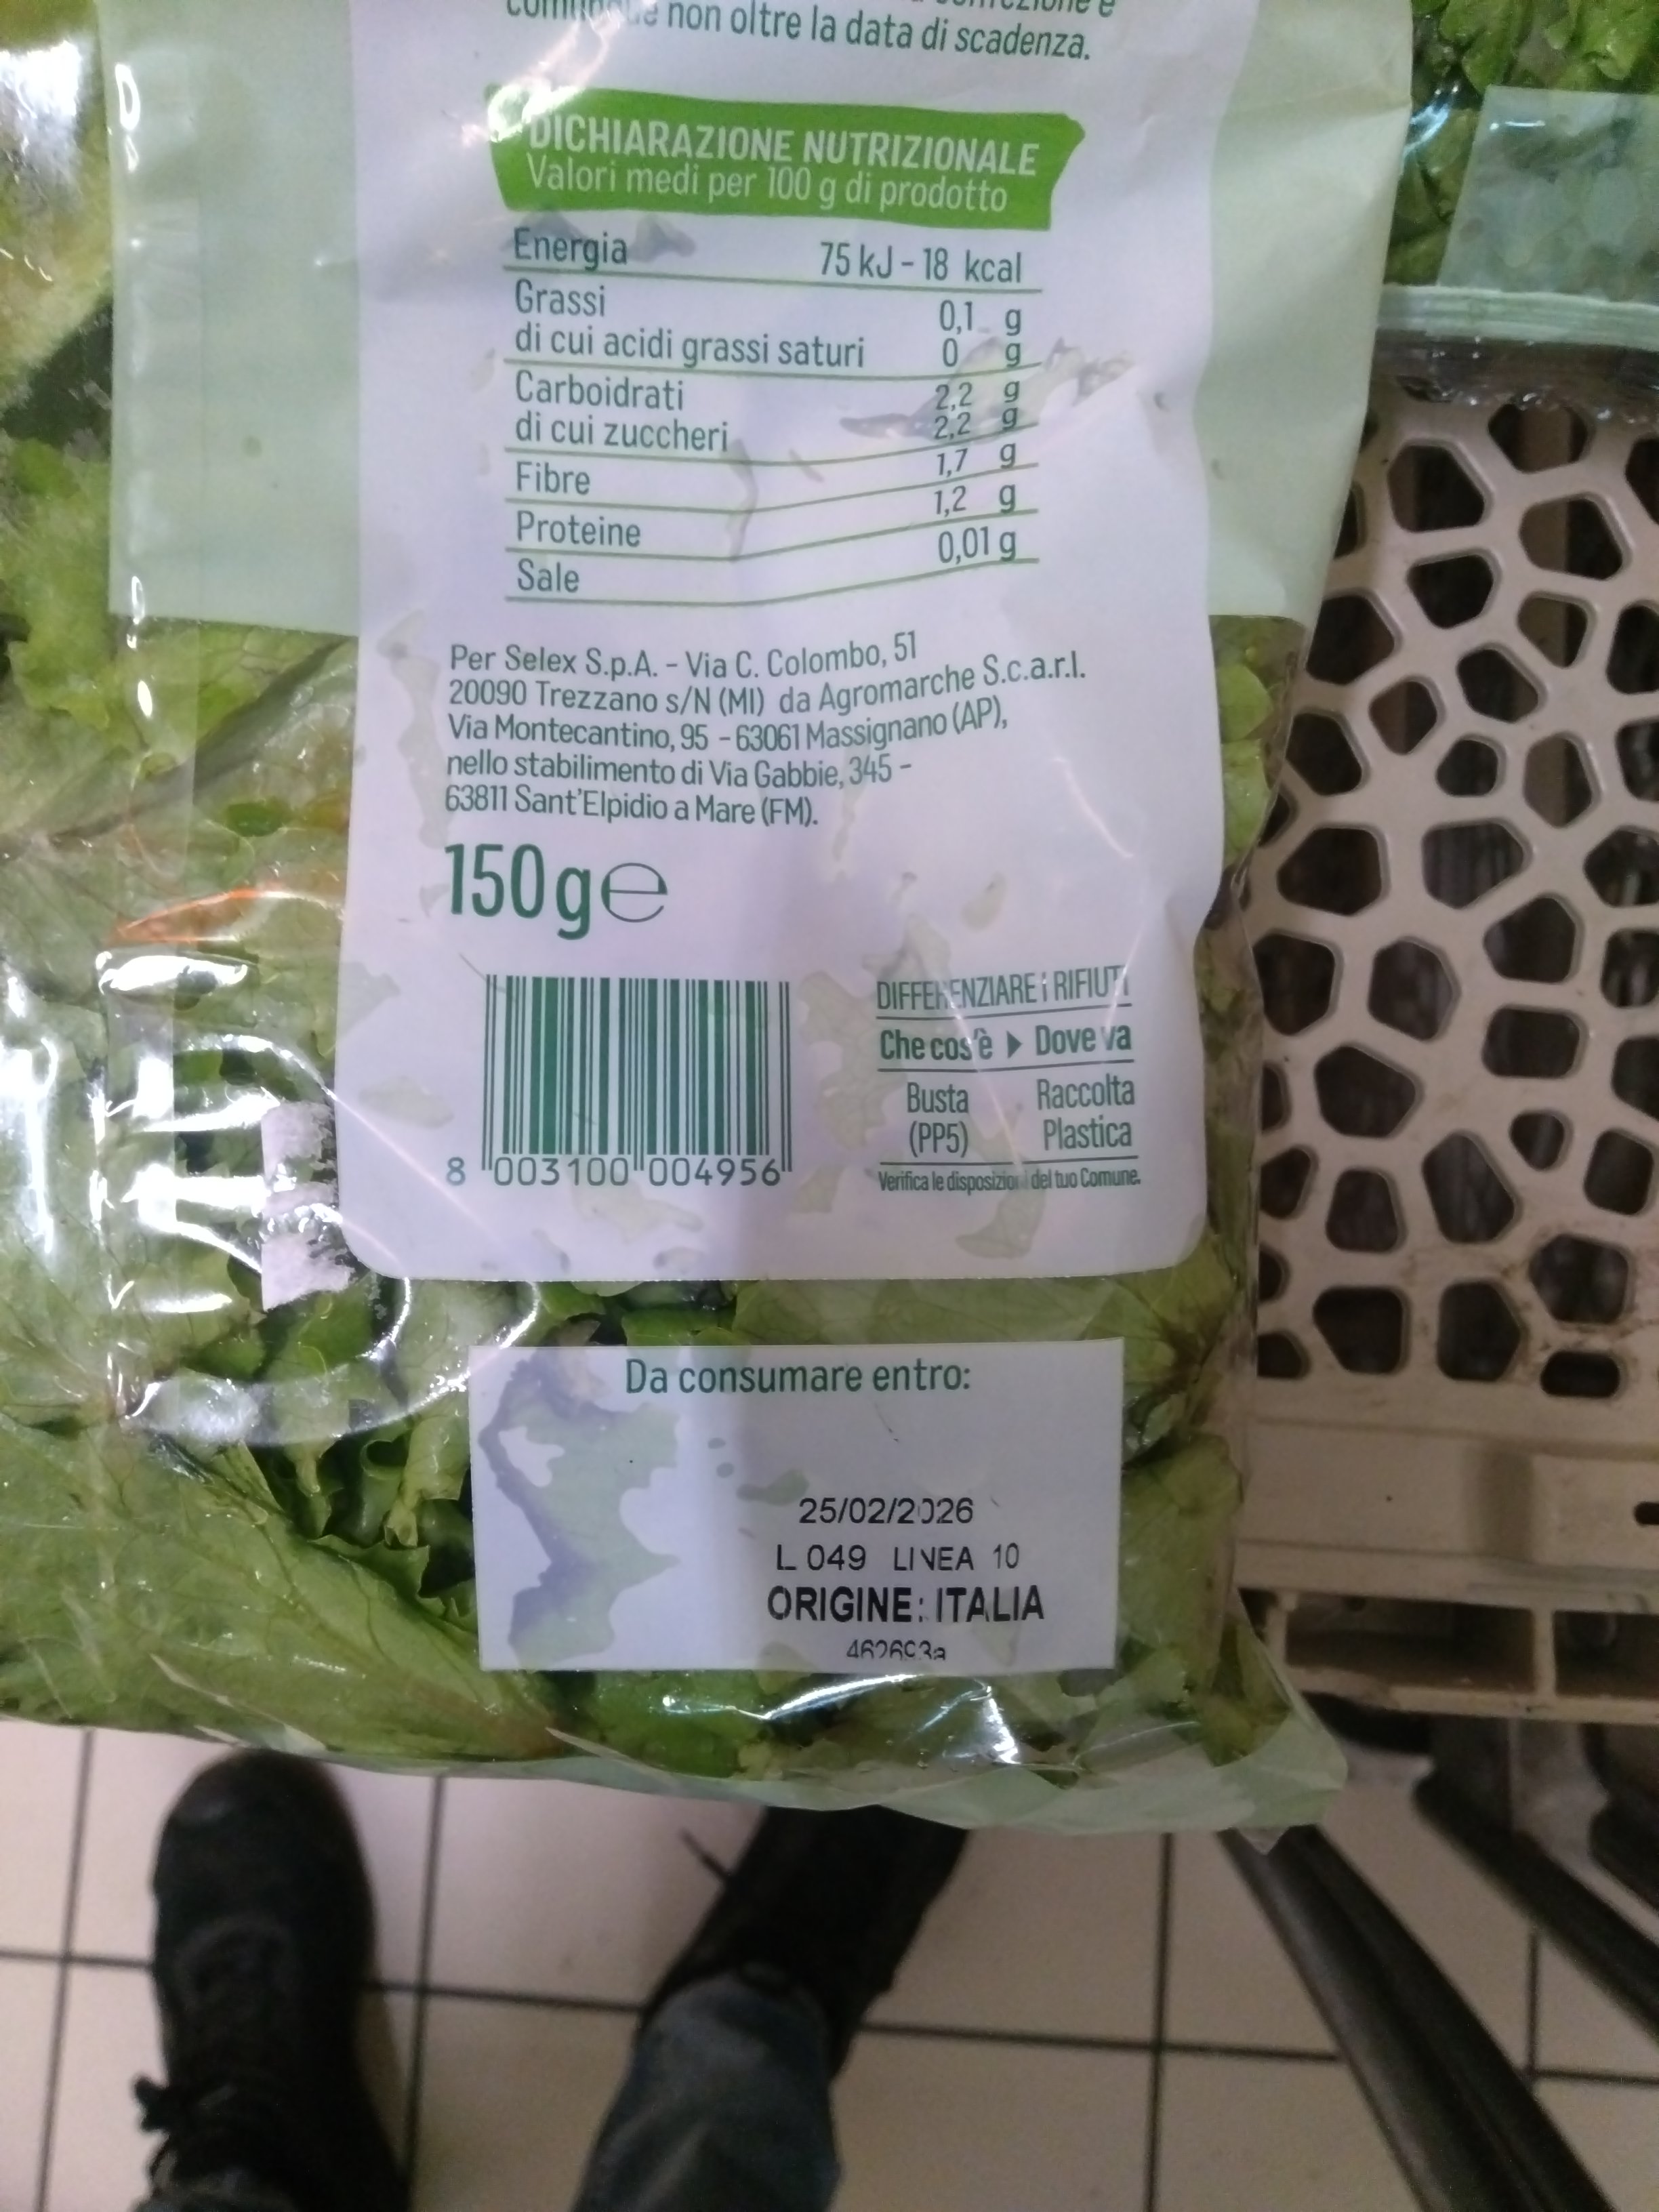 non oltre la data di scadenza.
DICHIARAZIONE NUTRIZIONALE
Valori medi per 100 g di prodotto
Energia 75 kJ - 18 kcal
Grassi 0,1 g
di cui acidi grassi saturi 0 g
Carboidrati 2,2 g
di cui zuccheri 2,2 g
Fibre 1,7 g
Proteine 1,2 g
Sale 0,01 g
Per Selex S.p.A. - Via C. Colombo, 51
20090 Trezzano s/N (MI) da Agromarche S.c.a.r.l.
Via Montecantino, 95 - 63061 Massignano (AP),
nello stabilimento di Via Gabbie, 345 -
63811 Sant'Elpidio a Mare (FM).
150 g e
8 003100 004956
DIFFERENZIARE i RIFIUTI
Che cos'è ▶ Dove va
Busta Raccolta
(PP5) Plastica
Verifica le disposizioni del tuo Comune.
Da consumare entro:
25/02/2026
L 049 LINEA 10
ORIGINE: ITALIA